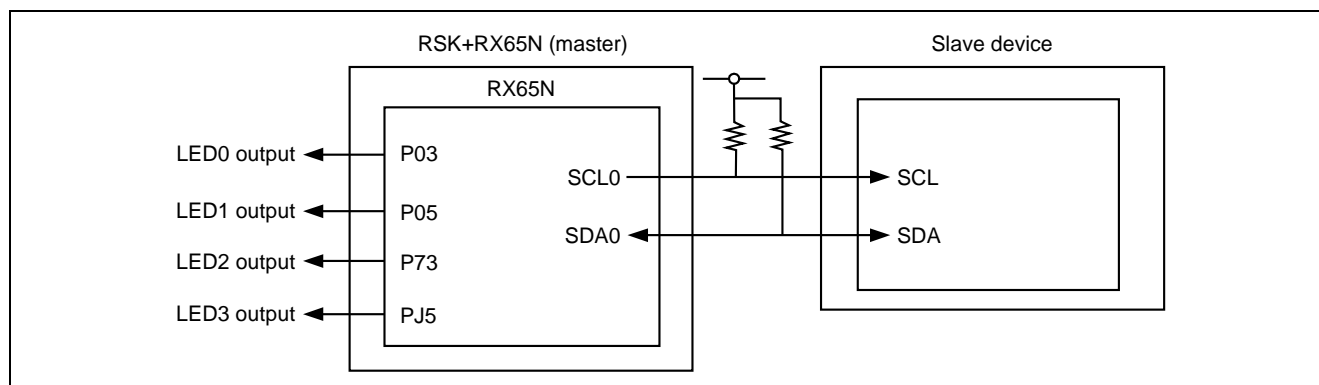 RSK+RX65N (master)
Slave device
RX65N
LED0 output
P03
SCL0
SCL
LED1 output
P05
SDA0
SDA
LED2 output
P73
LED3 output
PJ5